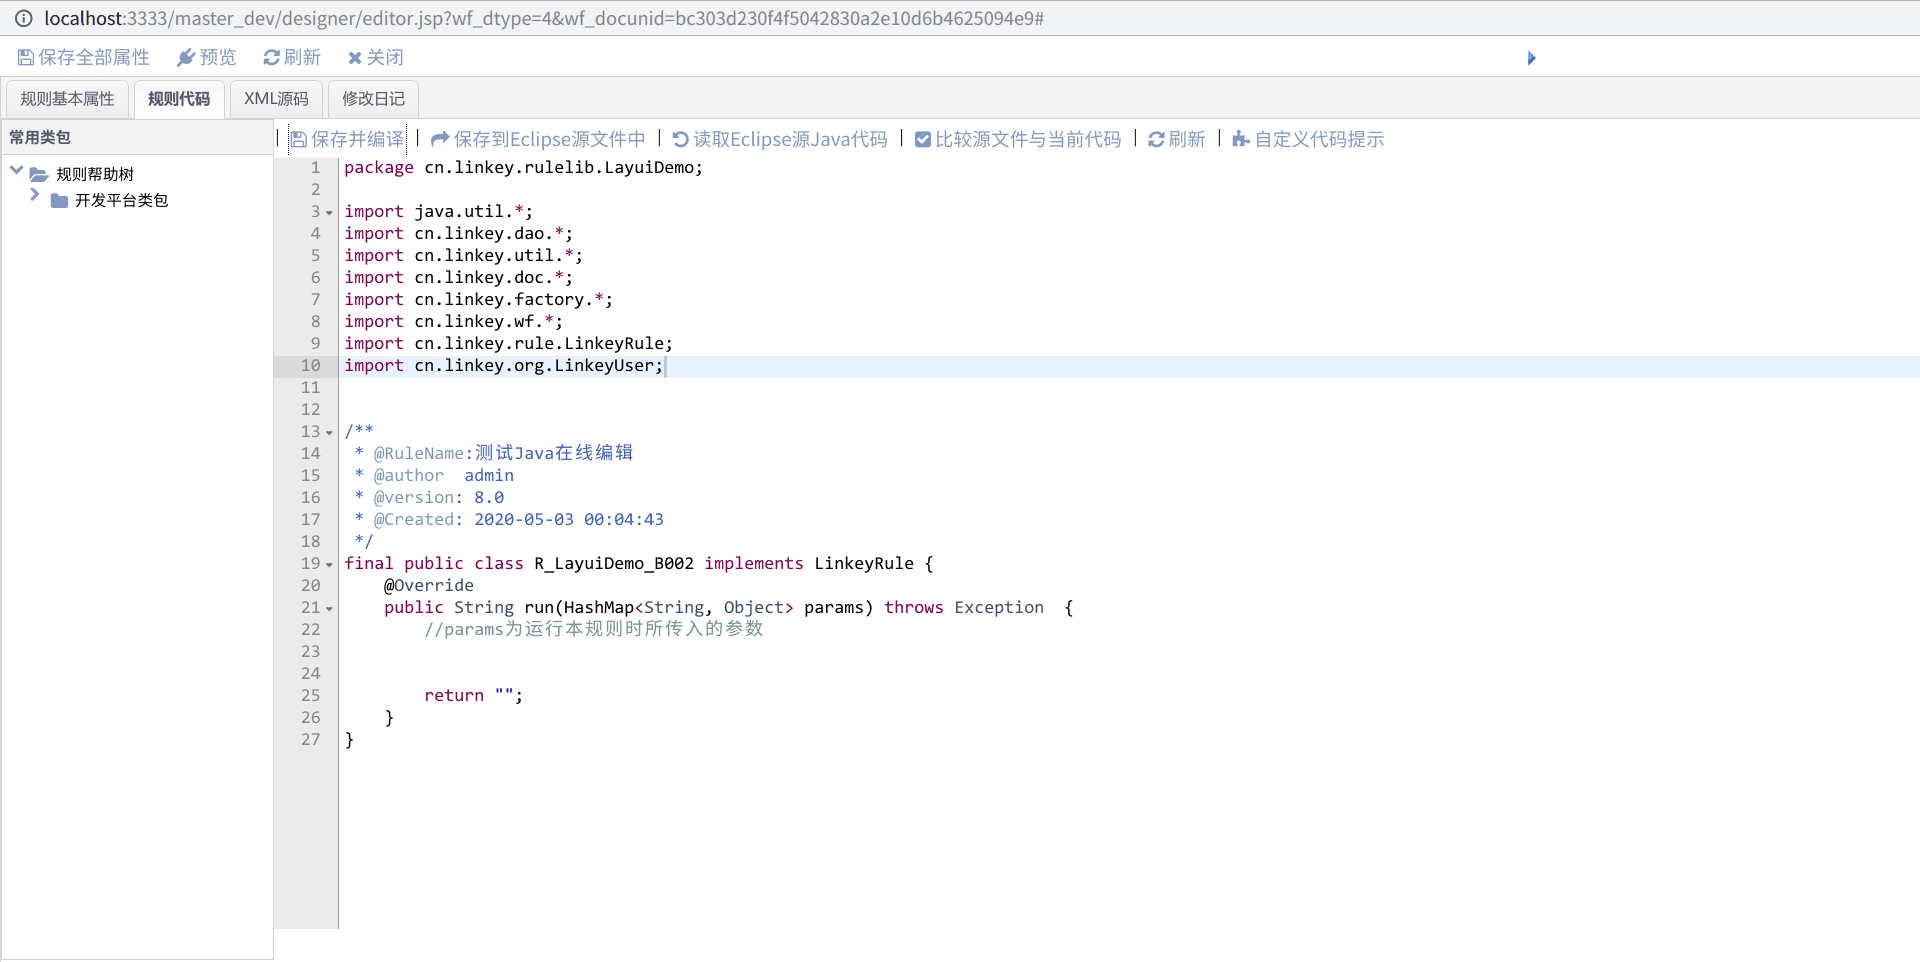 localhost:3333/master_dev/designer/editor.jsp?wf_dtype=4&wf_docunid=bc303d230f4f5042830a2e10d6b4625094e9#
保存全部属性 预览 刷新 关闭
规则基本属性 规则代码 XML源码 修改日记
常用类包
规则帮助树
开发平台类包
| 保存并编译 | 保存到Eclipse源文件中 | 读取Eclipse源Java代码 | 比较源文件与当前代码 | 刷新 | 自定义代码提示
1 package cn.linkey.rulelib.LayuiDemo;
2
3 import java.util.*;
4 import cn.linkey.dao.*;
5 import cn.linkey.util.*;
6 import cn.linkey.doc.*;
7 import cn.linkey.factory.*;
8 import cn.linkey.wf.*;
9 import cn.linkey.rule.LinkeyRule;
10 import cn.linkey.org.LinkeyUser;
11
12
13 /**
14  * @RuleName:测试Java在线编辑
15  * @author  admin
16  * @version: 8.0
17  * @Created: 2020-05-03 00:04:43
18  */
19 final public class R_LayuiDemo_B002 implements LinkeyRule {
20     @Override
21     public String run(HashMap<String, Object> params) throws Exception  {
22         //params为运行本规则时所传入的参数
23
24
25         return "";
26     }
27 }